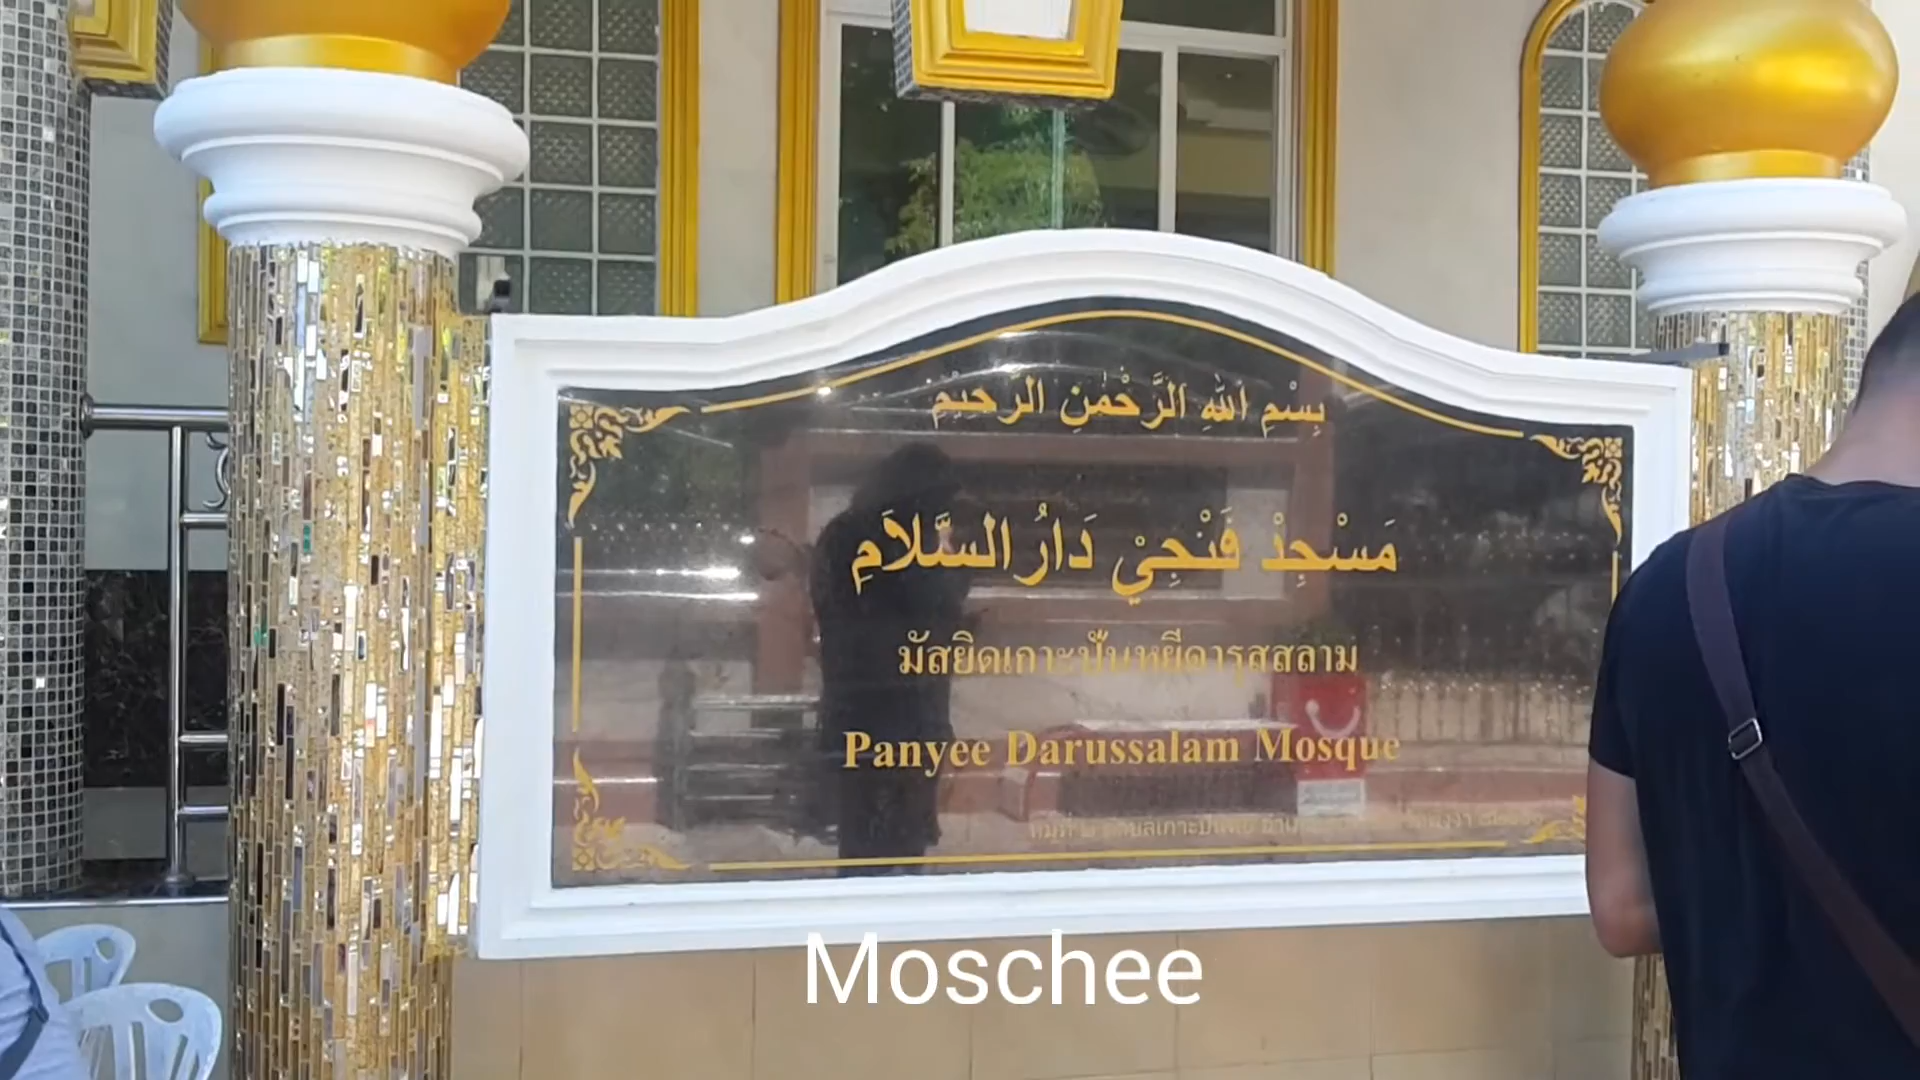 بِسْمِ اللهِ الرَّحْمٰنِ الرَّحِيْمِ
مَسْجِدْ فَنْجِيْ دَارُ السَّلاَمِ
มัสยิดเกาะปันหยีดารุสสลาม
Panyee Darussalam Mosque
Moschee